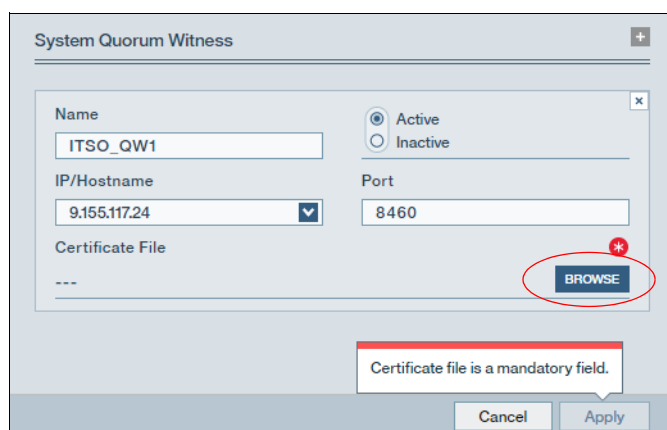 System Quorum Witness
Name
Active
ITSO_QW1
Inactive
IP/Hostname
Port
9.155.117.24
8460
Certificate File
---
BROWSE
Certificate file is a mandatory field.
Cancel
Apply